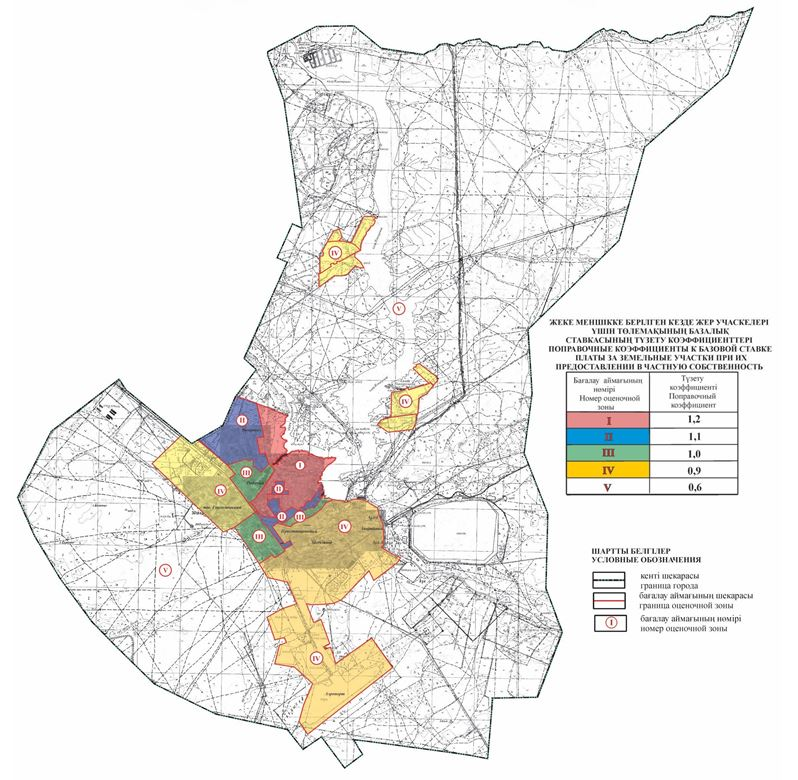 IV
V
IV
ЖЕКЕ МЕНШІККЕ БЕРІЛГЕН КЕЗДЕ ЖЕР УЧАСКЕЛЕРІ
ҮШІН ТӨЛЕМАҚЫНЫҢ БАЗАЛЫҚ
СТАВКАСЫНЫҢ ТҮЗЕТУ КОЭФФИЦИЕНТТЕРІ
ПОПРАВОЧНЫЕ КОЭФФИЦИЕНТЫ К БАЗОВОЙ СТАВКЕ
ПЛАТЫ ЗА ЗЕМЕЛЬНЫЕ УЧАСТКИ ПРИ ИХ
ПРЕДОСТАВЛЕНИИ В ЧАСТНУЮ СОБСТВЕННОСТЬ
Бағалау аймағының
нөмірі
Номер оценочной
зоны
Түзету
коэффициенті
Поправочный
коэффициент
I 1,2
II 1,1
III 1,0
IV 0,9
V 0,6
II
I
III
II
IV
II
III
IV
III
V
IV
Аэропорт
ШАРТТЫ БЕЛГІЛЕР
УСЛОВНЫЕ ОБОЗНАЧЕНИЯ
кенті шекарасы
граница города
бағалау аймағының шекарасы
граница оценочной зоны
I
бағалау аймағының нөмірі
номер оценочной зоны